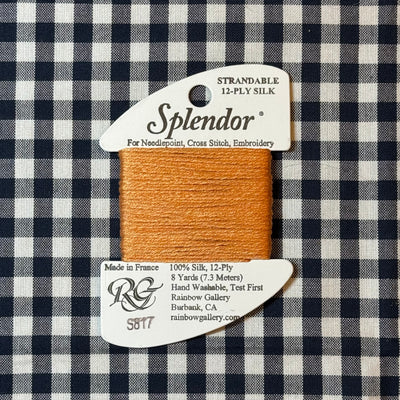 STRANDABLE
12-PLY SILK
Splendor®
For Needlepoint, Cross Stitch, Embroidery
Made in France
RG
S817
100% Silk, 12-Ply
8 Yards (7.3 Meters)
Hand Washable, Test First
Rainbow Gallery
Burbank, CA
rainbowgallery.com